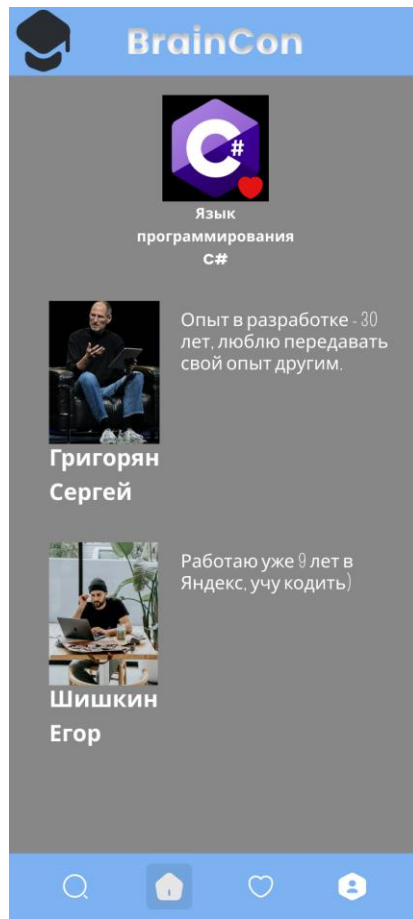 BrainCon
C#
Язык
программирования
C#
Опыт в разработке - 30
лет, люблю передавать
свой опыт другим.
Григорян
Сергей
Работаю уже 9 лет в
Яндекс, учу кодить)
Шишкин
Егор